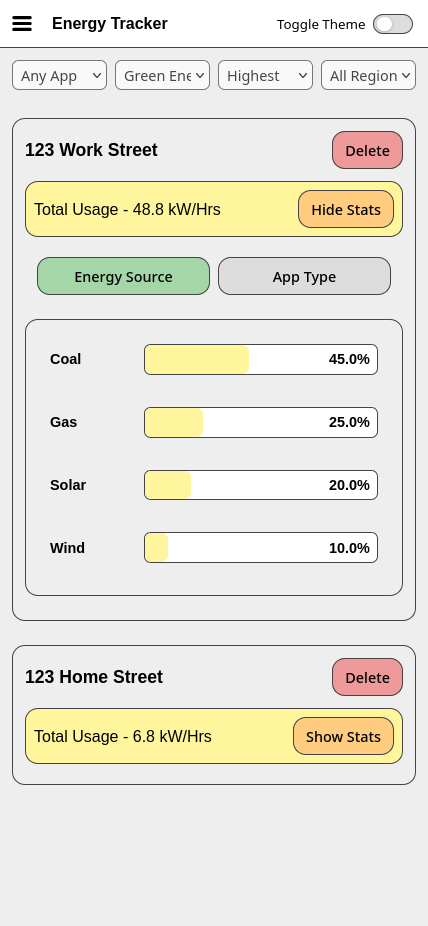 Energy Tracker Toggle Theme
Any App Green Ene Highest All Region
123 Work Street Delete
Total Usage - 48.8 kW/Hrs Hide Stats
Energy Source App Type
Coal 45.0%
Gas 25.0%
Solar 20.0%
Wind 10.0%
123 Home Street Delete
Total Usage - 6.8 kW/Hrs Show Stats